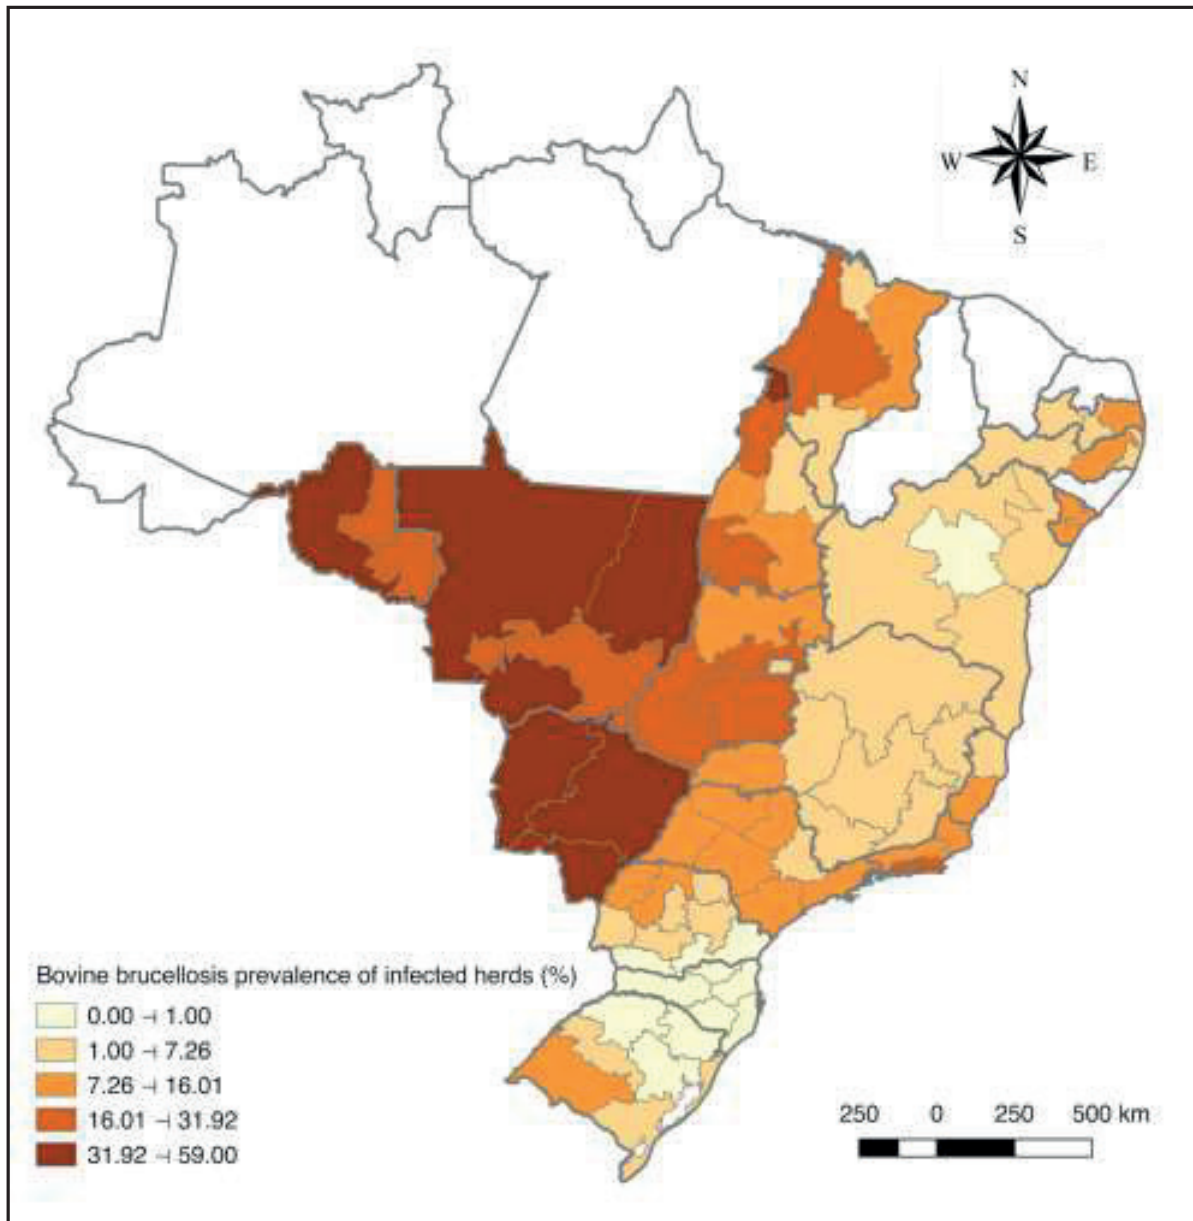 N
W E
S
Bovine brucellosis prevalence of infected herds (%)
0.00 ⊣ 1.00
1.00 ⊣ 7.26
7.26 ⊣ 16.01
16.01 ⊣ 31.92
31.92 ⊣ 59.00
250 0 250 500 km